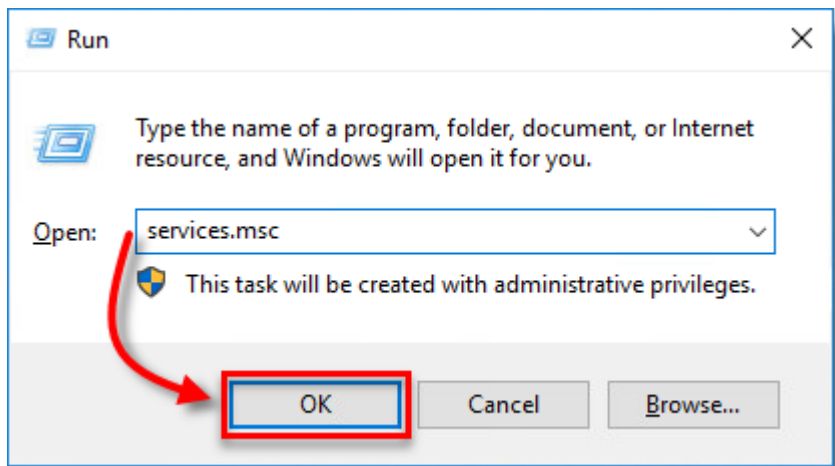 Run
Type the name of a program, folder, document, or Internet
resource, and Windows will open it for you.
Open: services.msc
This task will be created with administrative privileges.
OK Cancel Browse...